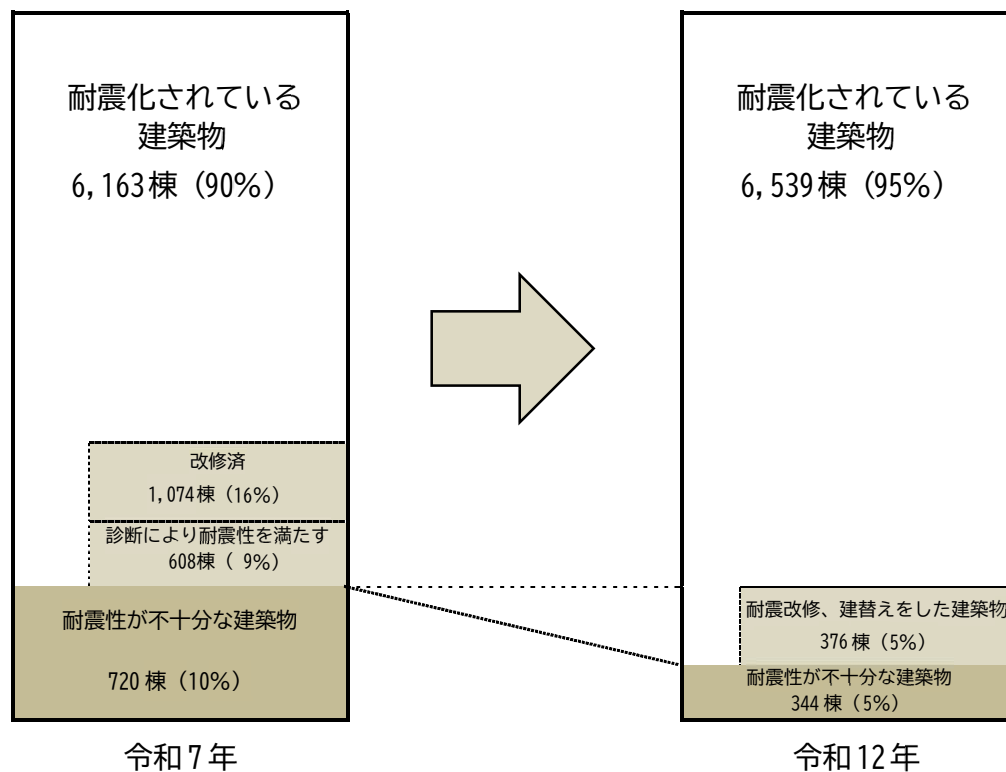 耐震化されている
建築物
6,163棟（90%）
改修済
1,074棟（16%）
診断により耐震性を満たす
608棟（ 9%）
耐震性が不十分な建築物
720棟（10%）
令和７年
耐震化されている
建築物
6,539棟（95%）
耐震改修、建替えをした建築物
376棟（5%）
耐震性が不十分な建築物
344棟（5%）
令和12年